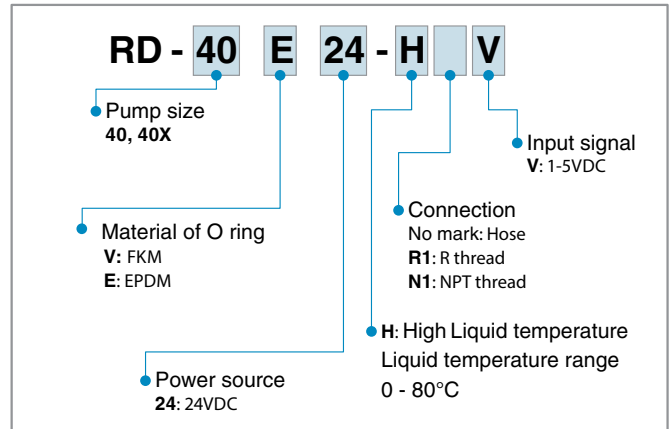 RD - 40 E 24 - H V
Pump size
40, 40X
Input signal
V: 1-5VDC
Material of O ring
V: FKM
E: EPDM
Connection
No mark: Hose
R1: R thread
N1: NPT thread
H: High Liquid temperature
Liquid temperature range
0 - 80°C
Power source
24: 24VDC